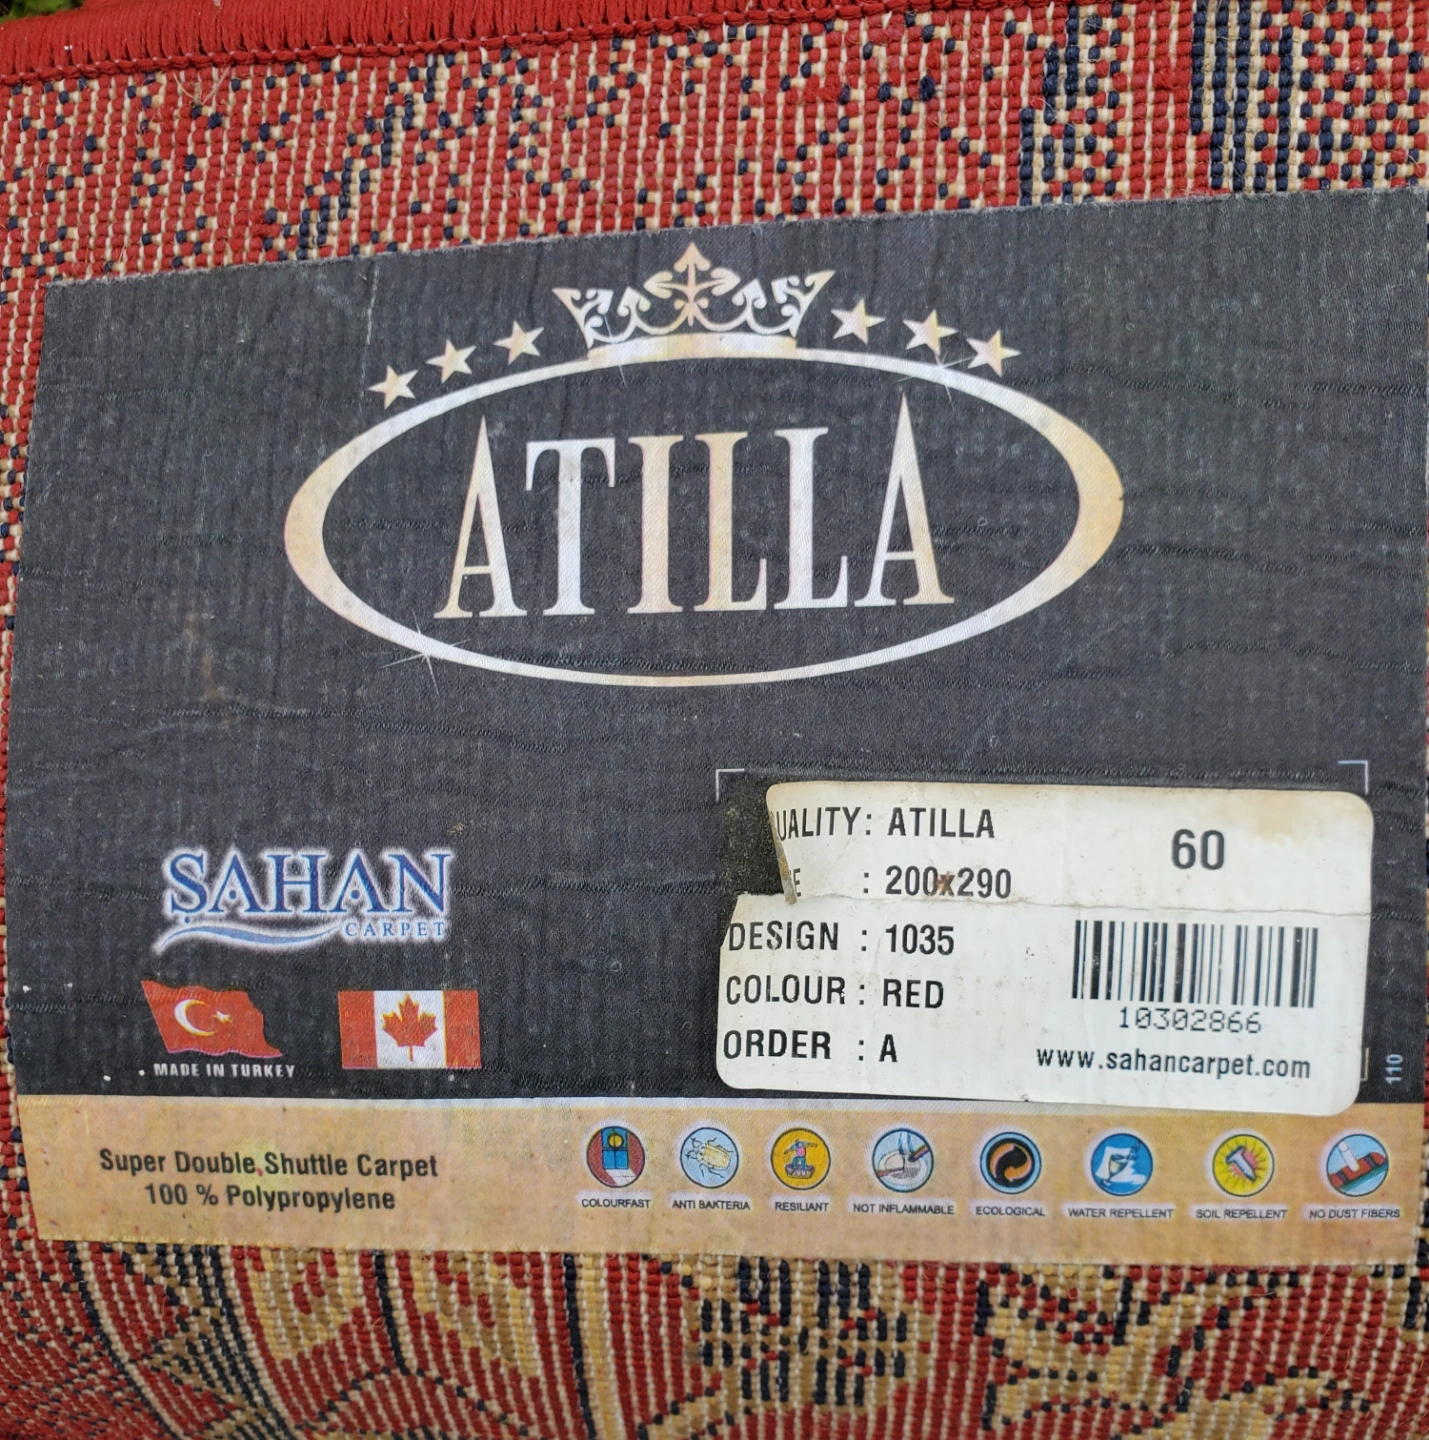 ATILLA
UALITY: ATILLA
60
E : 200x290
DESIGN : 1035
COLOUR : RED
ORDER : A
10302866
www.sahancarpet.com
110
ŞAHAN
CARPET
MADE IN TURKEY
Super Double Shuttle Carpet
100 % Polypropylene
COLOURFAST
ANTI BAKTERIA
RESILIANT
NOT INFLAMMABLE
ECOLOGICAL
WATER REPELLENT
SOIL REPELLENT
NO DUST FIBERS